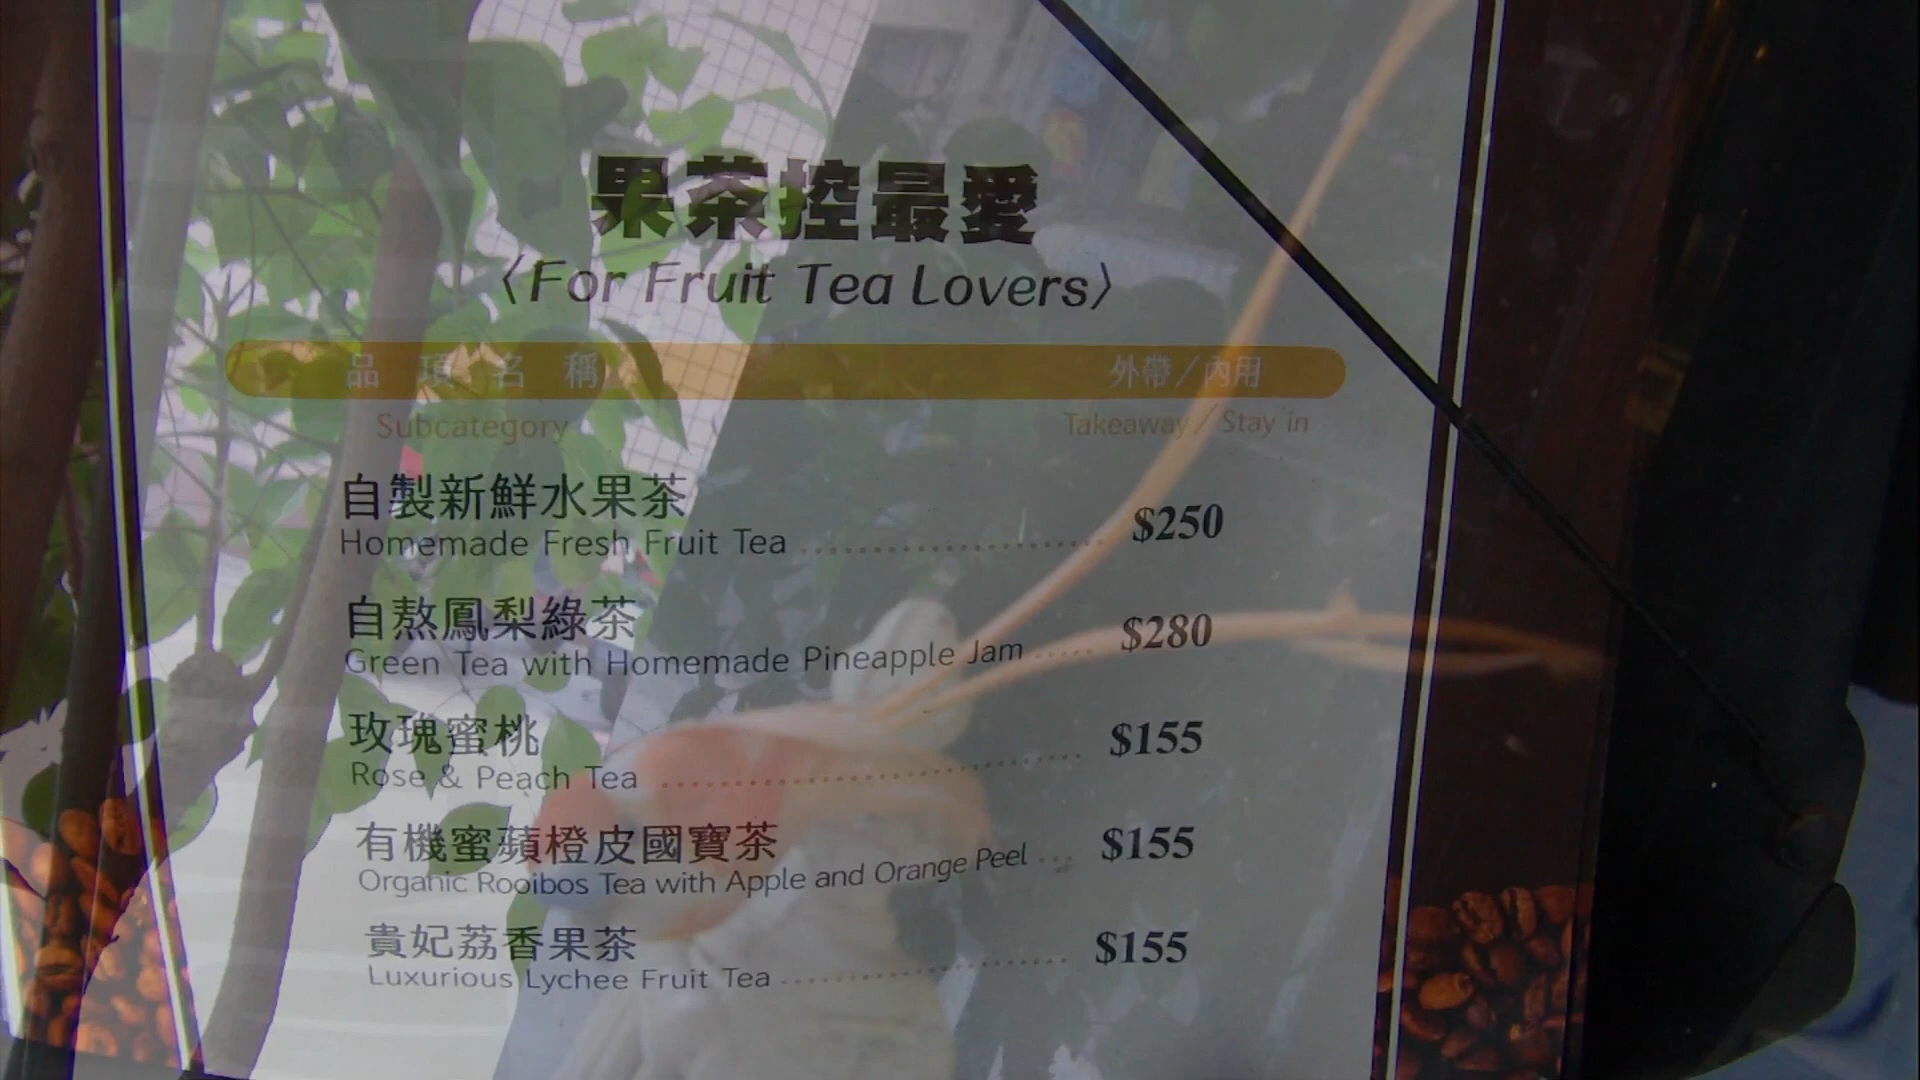 果茶控最愛
〈For Fruit Tea Lovers〉
品項名稱 外帶／內用
Subcategory Takeaway／Stay in
自製新鮮水果茶
Homemade Fresh Fruit Tea $250
自熬鳳梨綠茶
Green Tea with Homemade Pineapple Jam $280
玫瑰蜜桃
Rose & Peach Tea $155
有機蜜蘋橙皮國寶茶
Organic Rooibos Tea with Apple and Orange Peel $155
貴妃荔香果茶
Luxurious Lychee Fruit Tea $155